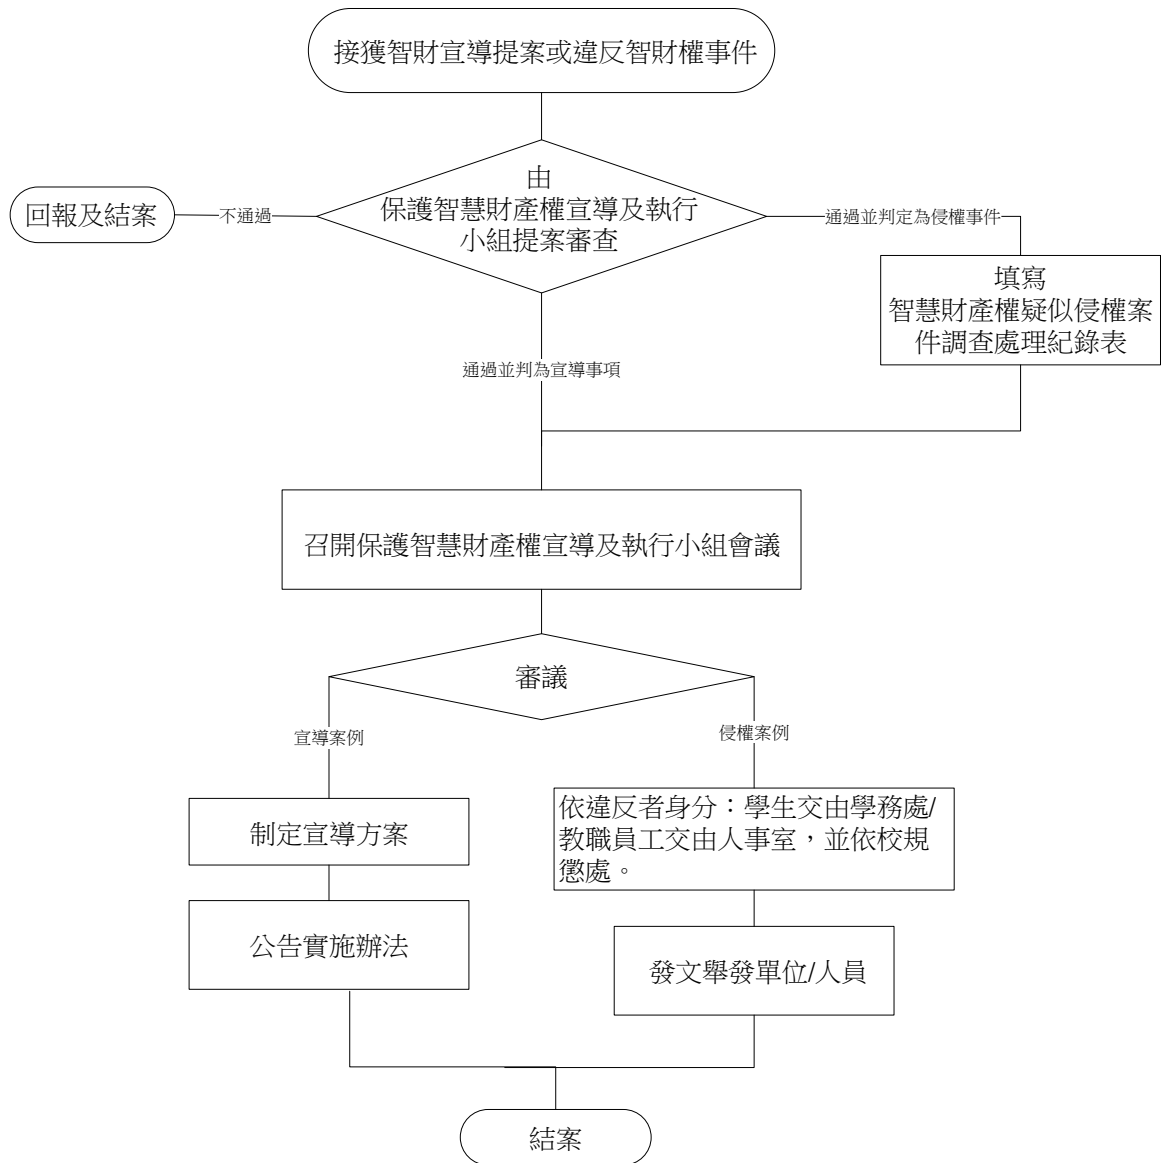 接獲智財宣導提案或違反智財權事件
由
保護智慧財產權宣導及執行
小組提案審查
回報及結案
不通過
通過並判定為侵權事件
填寫
智慧財產權疑似侵權案
件調查處理紀錄表
通過並判為宣導事項
召開保護智慧財產權宣導及執行小組會議
審議
宣導案例
侵權案例
制定宣導方案
依違反者身分：學生交由學務處/
教職員工交由人事室，並依校規
懲處。
公告實施辦法
發文舉發單位/人員
結案